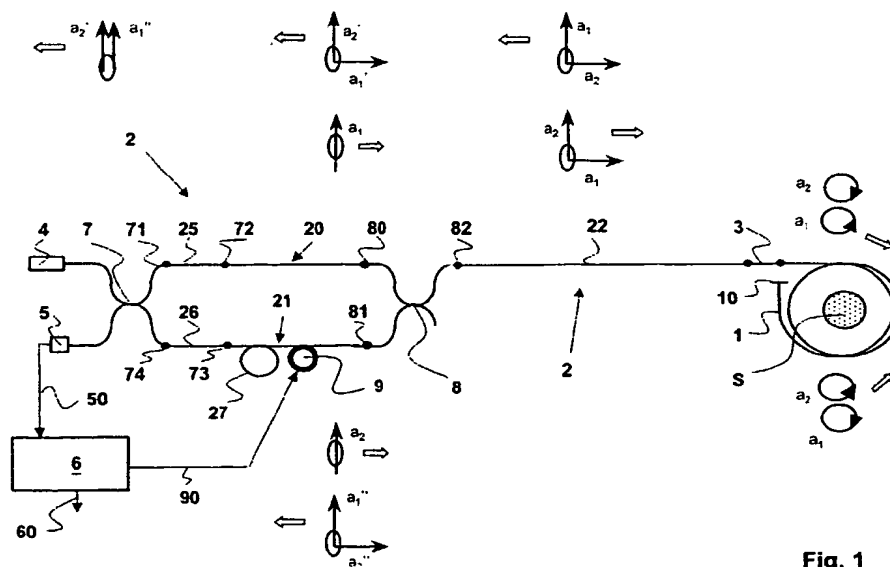 a₂' a₁''
a₂' a₁'
a₁ a₂
a₁
a₂ a₁
2
a₂
a₁
4 7 71 25 72 20 80 82 22 3
10
1
5
26 21 81
74 73 27 9 8 2 S
50
a₂
a₁
6
90
60
a₂
a₁''
a₂''
Fig. 1